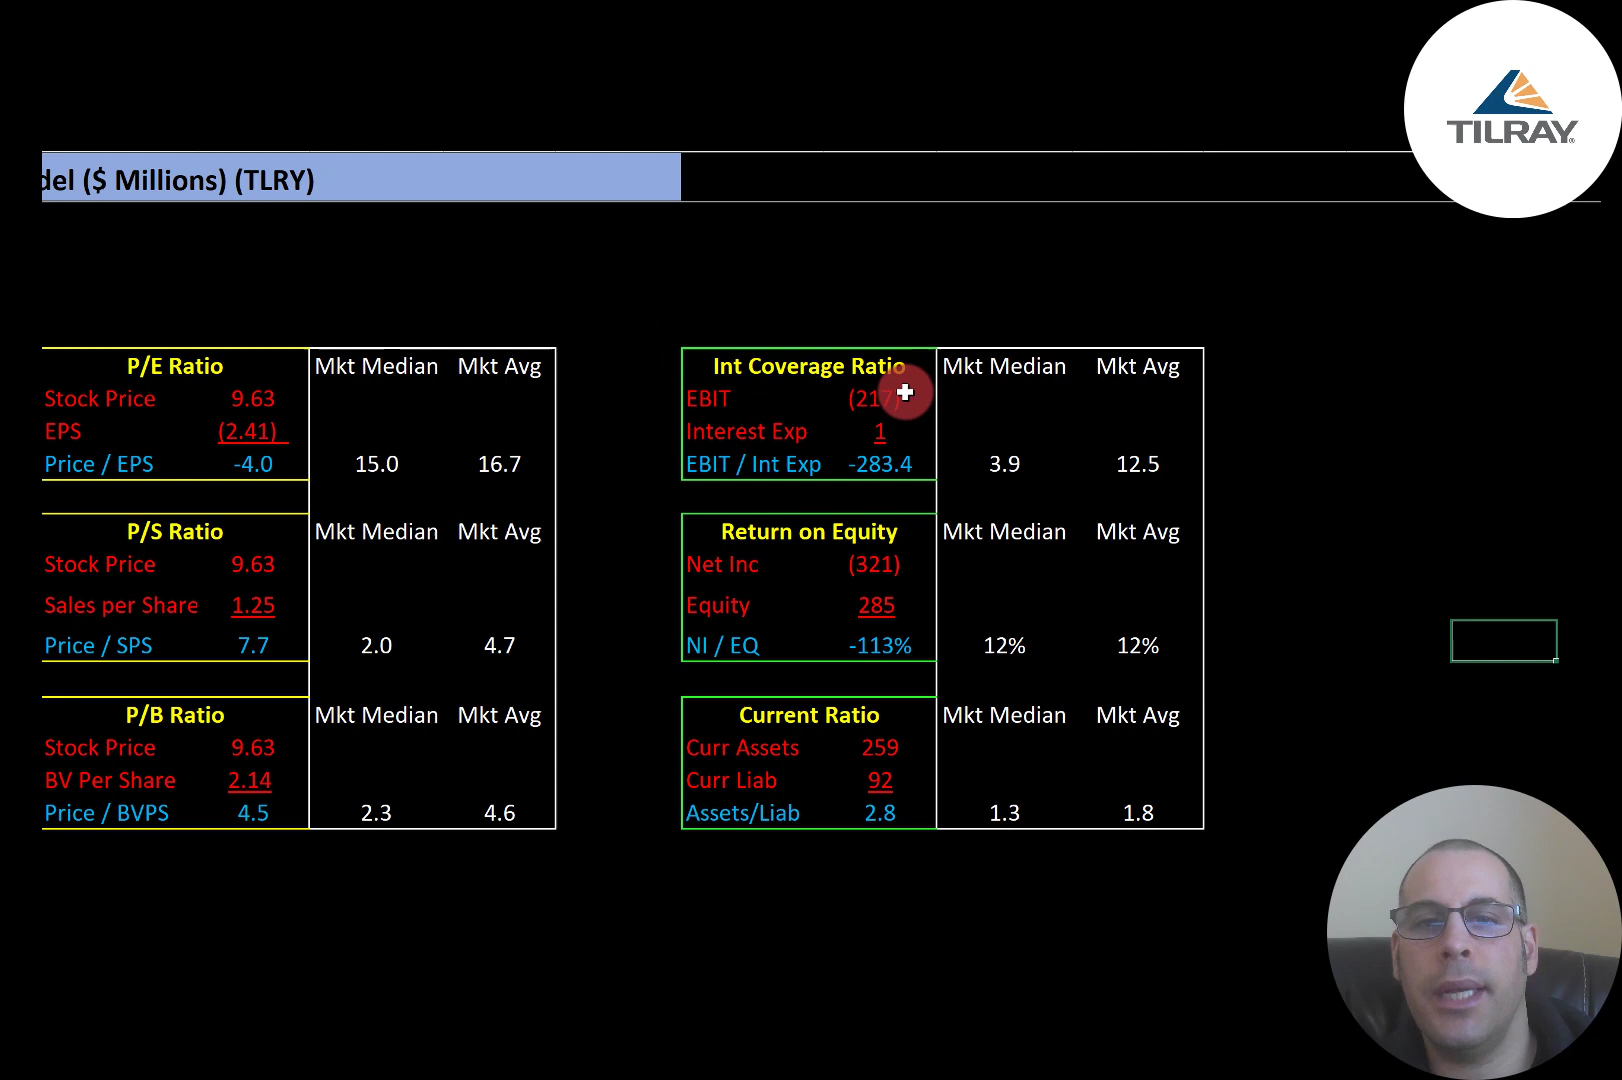 TILRAY
del ($ Millions) (TLRY)
P/E Ratio Mkt Median Mkt Avg
Stock Price 9.63
EPS (2.41)
Price / EPS -4.0 15.0 16.7
P/S Ratio Mkt Median Mkt Avg
Stock Price 9.63
Sales per Share 1.25
Price / SPS 7.7 2.0 4.7
P/B Ratio Mkt Median Mkt Avg
Stock Price 9.63
BV Per Share 2.14
Price / BVPS 4.5 2.3 4.6
Int Coverage Ratio Mkt Median Mkt Avg
EBIT (217)
Interest Exp 1
EBIT / Int Exp -283.4 3.9 12.5
Return on Equity Mkt Median Mkt Avg
Net Inc (321)
Equity 285
NI / EQ -113% 12% 12%
Current Ratio Mkt Median Mkt Avg
Curr Assets 259
Curr Liab 92
Assets/Liab 2.8 1.3 1.8